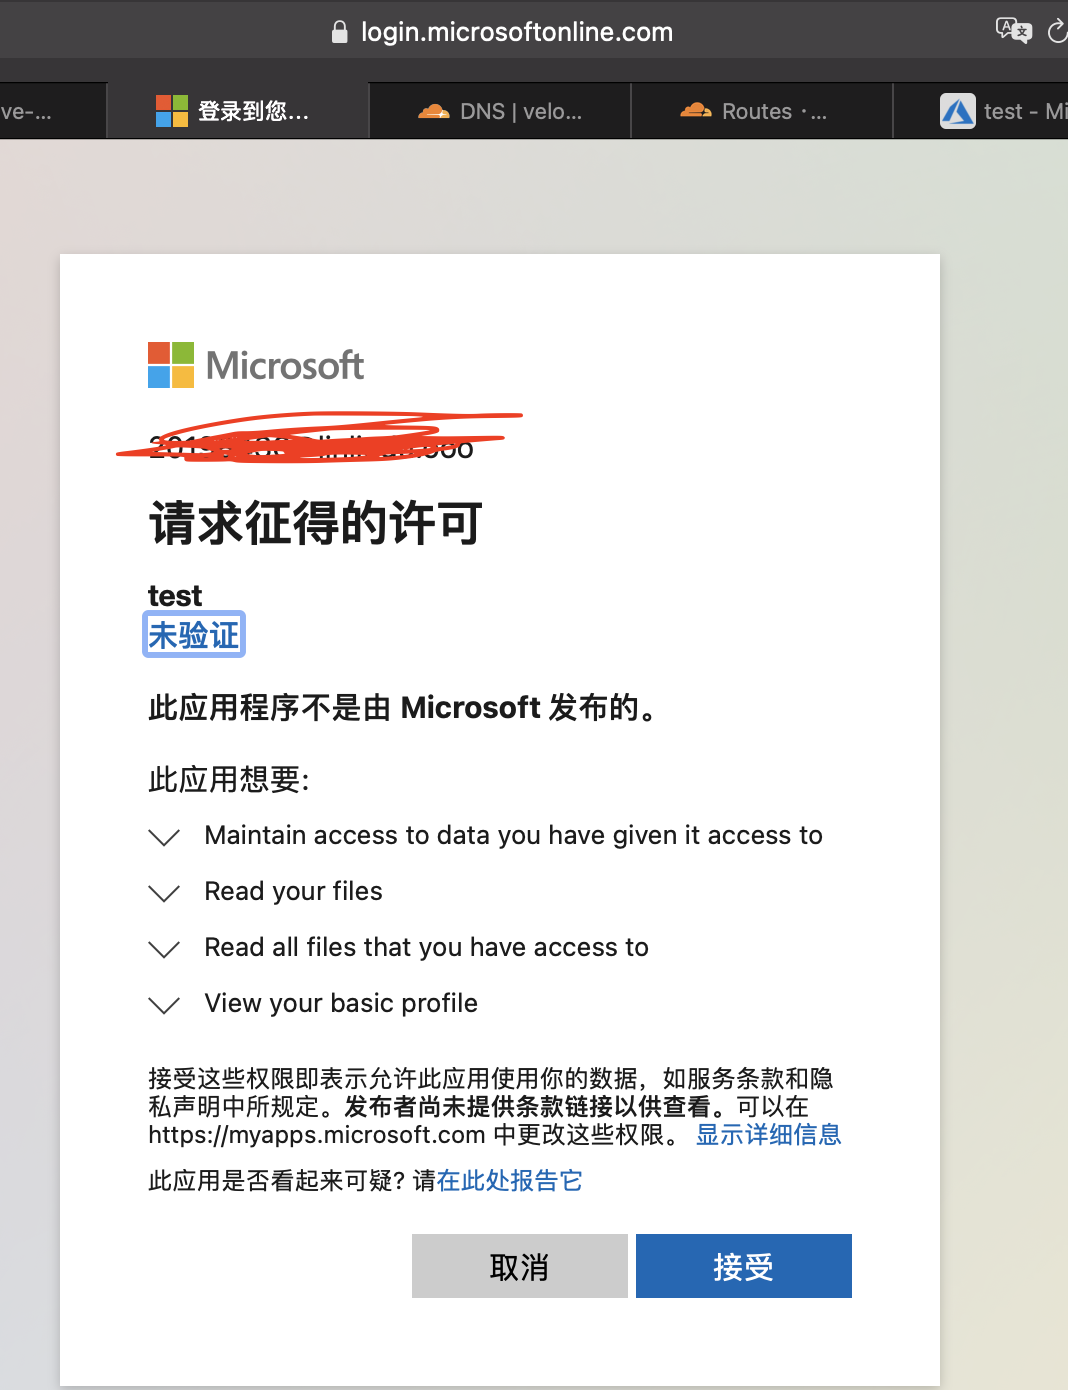 login.microsoftonline.com
ve-...
登录到您...
DNS | velo...
Routes · ...
test - Mi
Microsoft
请求征得的许可
test
未验证
此应用程序不是由 Microsoft 发布的。
此应用想要:
Maintain access to data you have given it access to
Read your files
Read all files that you have access to
View your basic profile
接受这些权限即表示允许此应用使用你的数据，如服务条款和隐
私声明中所规定。发布者尚未提供条款链接以供查看。可以在
https://myapps.microsoft.com 中更改这些权限。 显示详细信息
此应用是否看起来可疑? 请在此处报告它
取消
接受